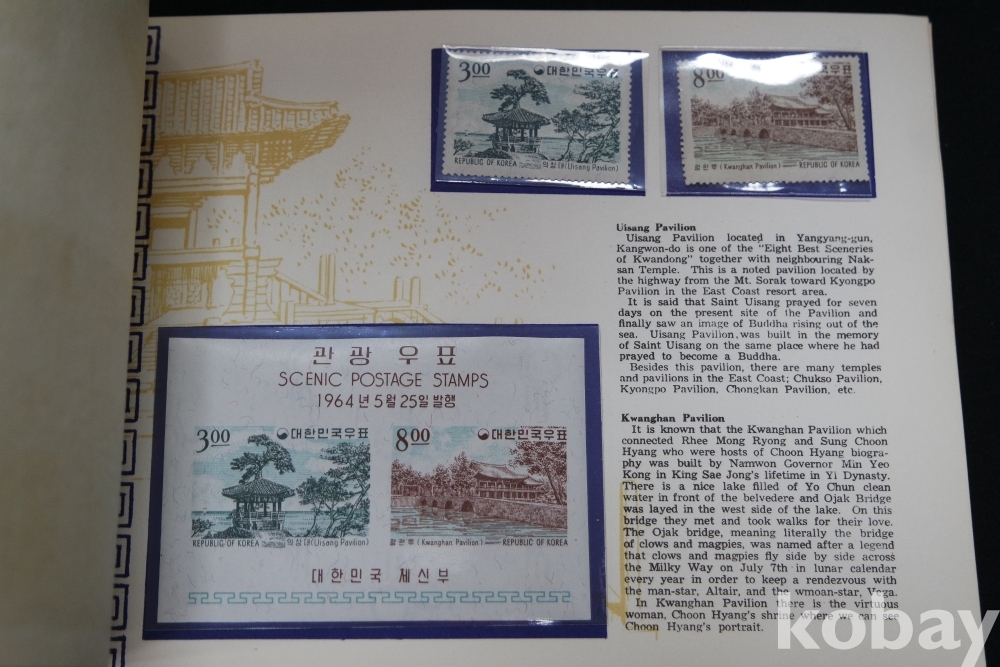 3.00 대한민국우표
REPUBLIC OF KOREA 의상대(Uisang Pavilion)
8.00 대한민국우표
광한루 (Kwanghan Pavilion) REPUBLIC OF KOREA
Uisang Pavilion
Uisang Pavilion located in Yangyang-gun,
Kangwon-do is one of the "Eight Best Sceneries
of Kwandong" together with neighbouring Nak-
san Temple. This is a noted pavilion located by
the highway from the Mt. Sorak toward Kyongpo
Pavilion in the East Coast resort area.
It is said that Saint Uisang prayed for seven
days on the present site of the Pavilion and
finally saw an image of Buddha rising out of the
sea. Uisang Pavilion was built in the memory
of Saint Uisang on the same place where he had
prayed to become a Buddha.
Besides this pavilion, there are many temples
and pavilions in the East Coast; Chukso Pavilion,
Kyongpo Pavilion, Chongkan Pavilion, etc.
관광우표
SCENIC POSTAGE STAMPS
1964년 5월 25일 발행
3.00 대한민국우표
REPUBLIC OF KOREA 의상대(Uisang Pavilion)
8.00 대한민국우표
광한루 (Kwanghan Pavilion) REPUBLIC OF KOREA
대한민국 체신부
Kwanghan Pavilion
It is known that the Kwanghan Pavilion which
connected Rhee Mong Ryong and Sung Choon
Hyang who were hosts of Choon Hyang biogra-
phy was built by Namwon Governor Min Yeo
Kong in King Sae Jong's lifetime in Yi Dynasty.
There is a nice lake filled of Yo Chun clean
water in front of the belvedere and Ojak Bridge
was layed in the west side of the lake. On this
bridge they met and took walks for their love.
The Ojak bridge, meaning literally the bridge
of clows and magpies, was named after a legend
that clows and magpies fly side by side across
the Milky Way on July 7th in lunar calendar
every year in order to keep a rendezvous with
the man-star, Altair, and the wmoan-star, Vega.
In Kwanghan Pavilion there is the virtuous
woman, Choon Hyang's shrine where we can see
Choon Hyang's portrait.
kobay